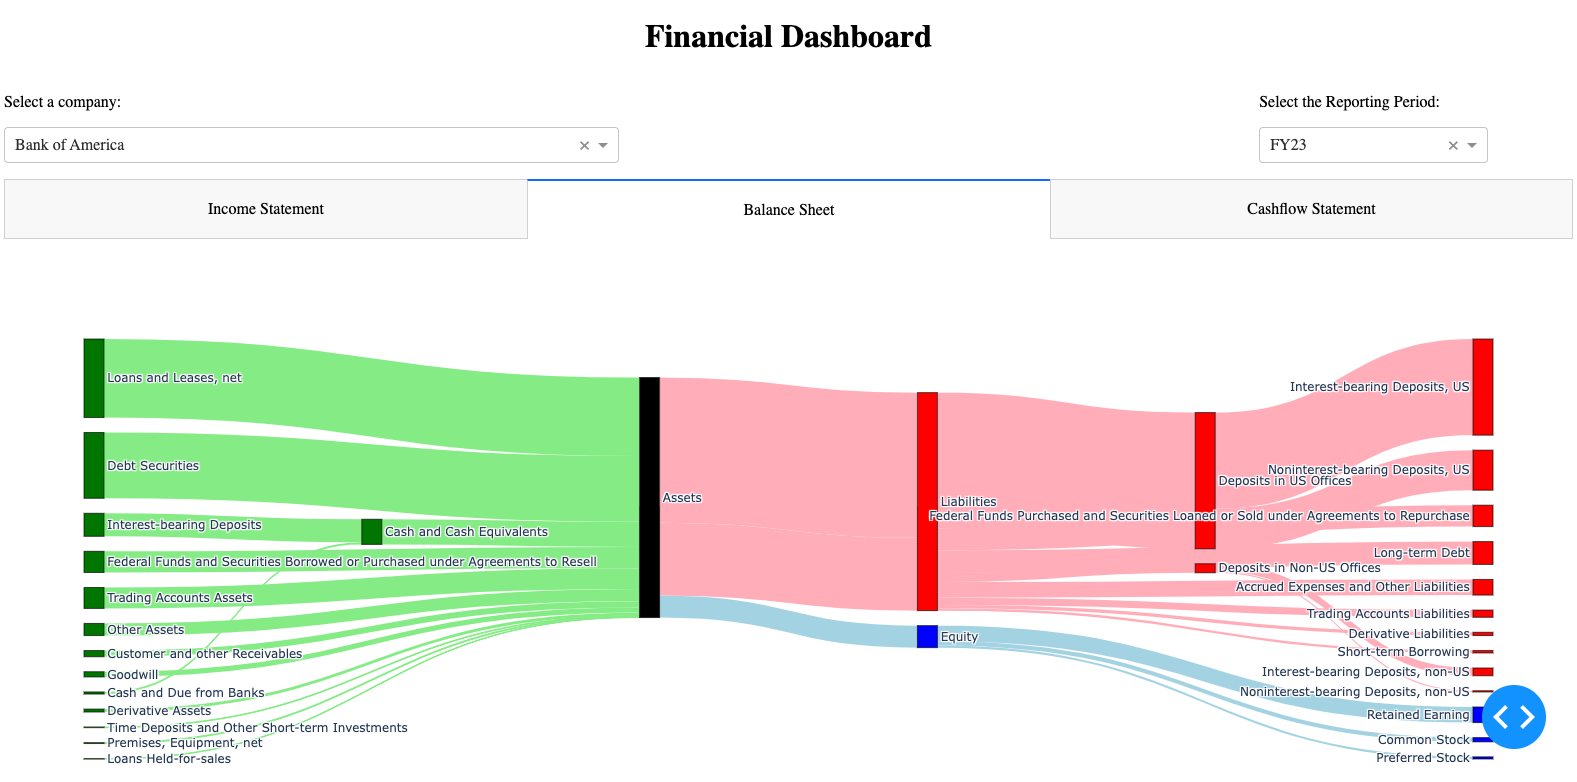 Financial Dashboard
Select a company:
Select the Reporting Period:
Bank of America
FY23
Income Statement
Balance Sheet
Cashflow Statement
Loans and Leases, net
Debt Securities
Interest-bearing Deposits
Cash and Cash Equivalents
Federal Funds and Securities Borrowed or Purchased under Agreements to Resell
Trading Accounts Assets
Other Assets
Customer and other Receivables
Goodwill
Cash and Due from Banks
Derivative Assets
Time Deposits and Other Short-term Investments
Premises, Equipment, net
Loans Held-for-sales
Assets
Liabilities
Equity
Deposits in US Offices
Deposits in Non-US Offices
Interest-bearing Deposits, US
Noninterest-bearing Deposits, US
Federal Funds Purchased and Securities Loaned or Sold under Agreements to Repurchase
Long-term Debt
Accrued Expenses and Other Liabilities
Trading Accounts Liabilities
Derivative Liabilities
Short-term Borrowing
Interest-bearing Deposits, non-US
Noninterest-bearing Deposits, non-US
Retained Earning
Common Stock
Preferred Stock